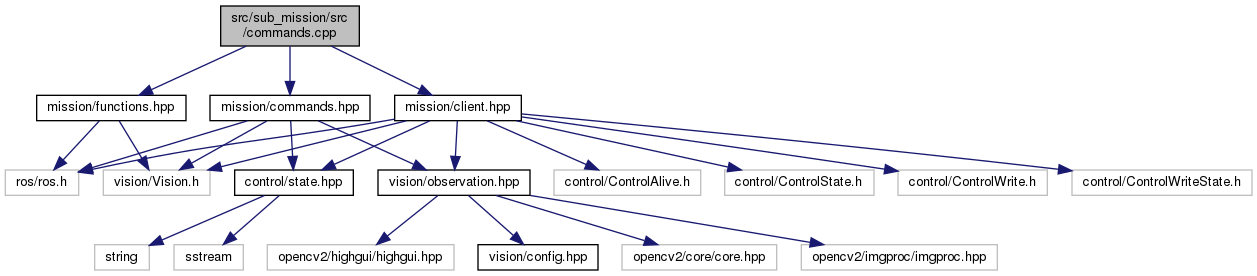 src/sub_mission/src
/commands.cpp
mission/functions.hpp
mission/commands.hpp
mission/client.hpp
ros/ros.h
vision/Vision.h
control/state.hpp
vision/observation.hpp
control/ControlAlive.h
control/ControlState.h
control/ControlWrite.h
control/ControlWriteState.h
string
sstream
opencv2/highgui/highgui.hpp
vision/config.hpp
opencv2/core/core.hpp
opencv2/imgproc/imgproc.hpp